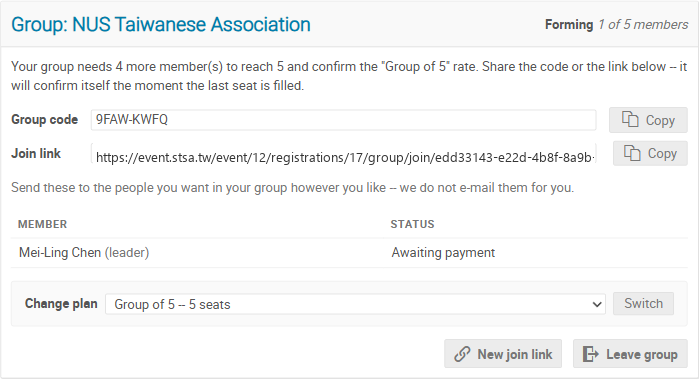 Group: NUS Taiwanese Association
Forming 1 of 5 members
Your group needs 4 more member(s) to reach 5 and confirm the "Group of 5" rate. Share the code or the link below -- it
will confirm itself the moment the last seat is filled.
Group code 9FAW-KWFQ Copy
Join link https://event.stsa.tw/event/12/registrations/17/group/join/edd33143-e22d-4b8f-8a9b- Copy
Send these to the people you want in your group however you like -- we do not e-mail them for you.
MEMBER STATUS
Mei-Ling Chen (leader) Awaiting payment
Change plan Group of 5 -- 5 seats Switch
New join link Leave group